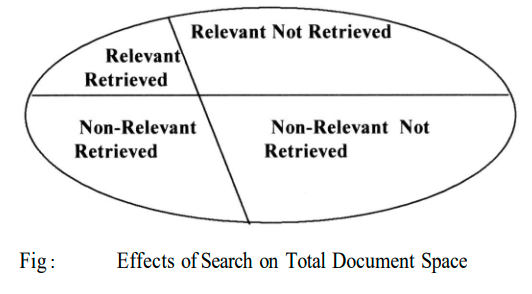 Relevant Not Retrieved
Relevant
Retrieved
Non-Relevant
Retrieved
Non-Relevant Not
Retrieved
Fig: Effects of Search on Total Document Space